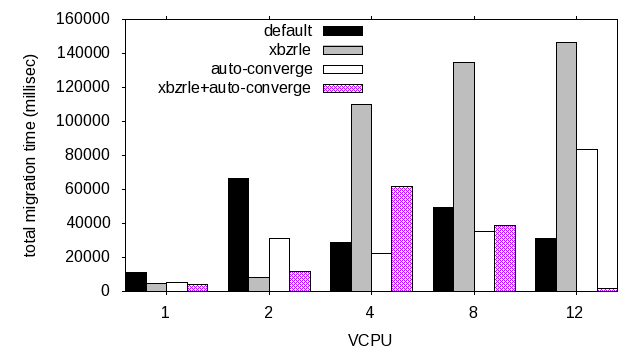 160000
140000
120000
100000
80000
60000
40000
20000
0
total migration time (millisec)
default
xbzrle
auto-converge
xbzrle+auto-converge
1 2 4 8 12
VCPU